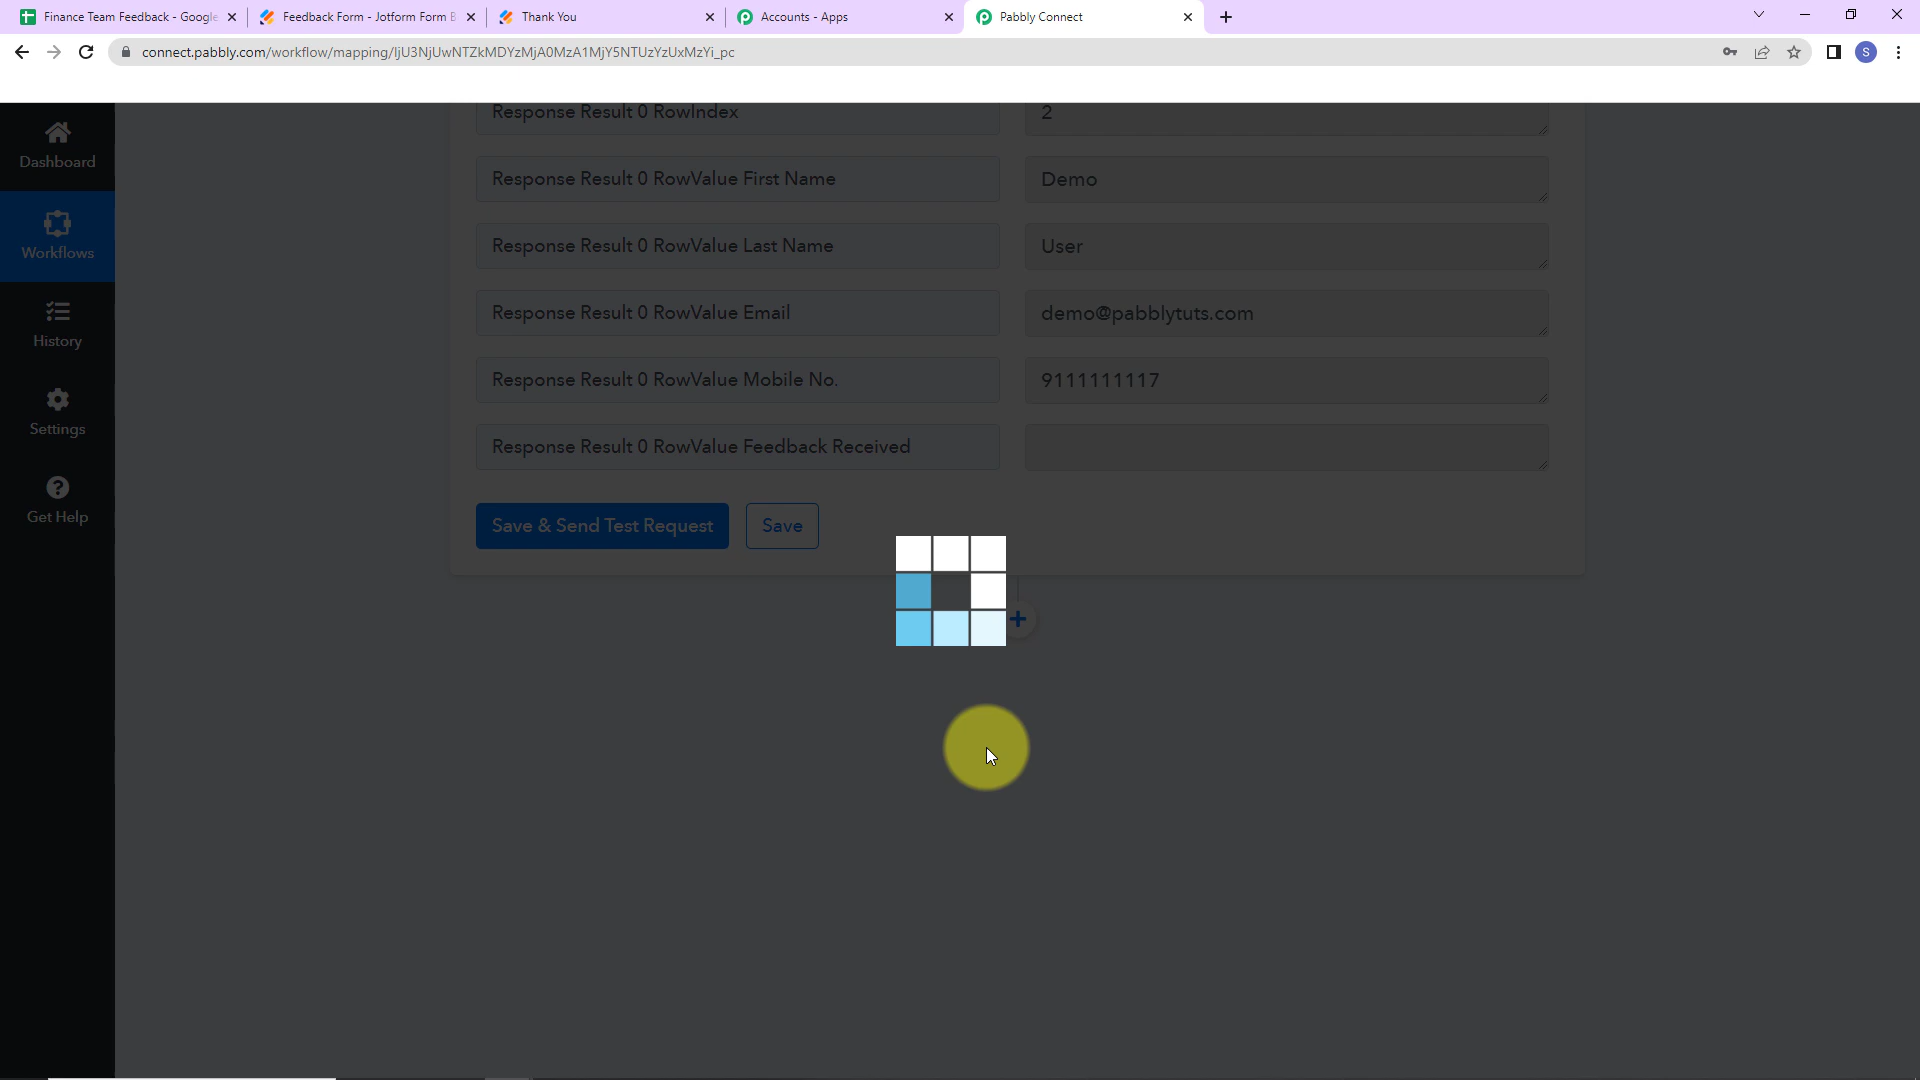 Finance Team Feedback - Google
Feedback Form - Jotform Form B
Thank You
Accounts - Apps
Pabbly Connect
connect.pabbly.com/workflow/mapping/IjU3NjUwNTZkMDYzMjA0MzA1MjY5NTUzYzUxMzYi_pc
S
Dashboard
Workflows
History
Settings
Get Help
Response Result 0 RowIndex
2
Response Result 0 RowValue First Name
Demo
Response Result 0 RowValue Last Name
User
Response Result 0 RowValue Email
demo@pabblytuts.com
Response Result 0 RowValue Mobile No.
9111111117
Response Result 0 RowValue Feedback Received
Save & Send Test Request
Save